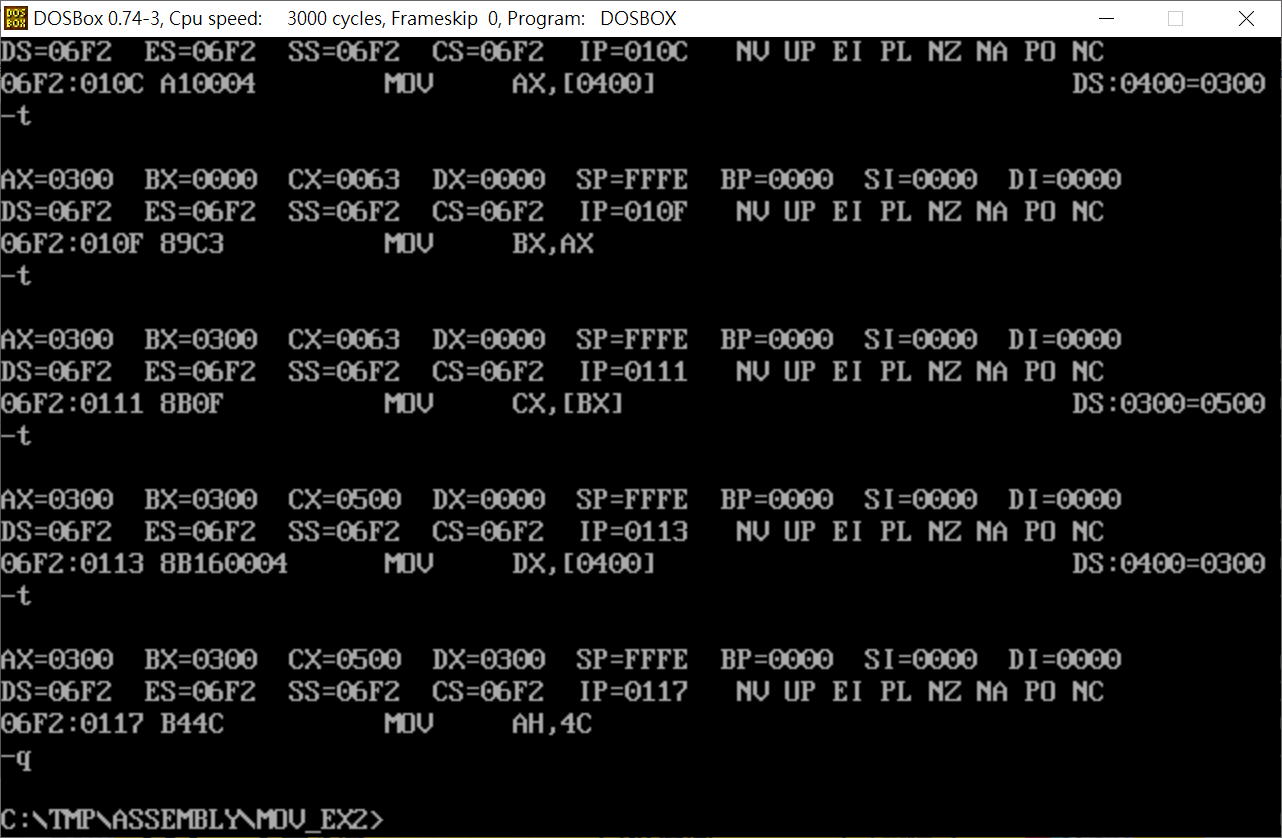 DOS BOX DOSBox 0.74-3, Cpu speed: 3000 cycles, Frameskip 0, Program: DOSBOX
DS=06F2 ES=06F2 SS=06F2 CS=06F2 IP=010C NV UP EI PL NZ NA PO NC
06F2:010C A10004 MOV AX,[0400] DS:0400=0300
-t
AX=0300 BX=0000 CX=0063 DX=0000 SP=FFFE BP=0000 SI=0000 DI=0000
DS=06F2 ES=06F2 SS=06F2 CS=06F2 IP=010F NV UP EI PL NZ NA PO NC
06F2:010F 89C3 MOV BX,AX
-t
AX=0300 BX=0300 CX=0063 DX=0000 SP=FFFE BP=0000 SI=0000 DI=0000
DS=06F2 ES=06F2 SS=06F2 CS=06F2 IP=0111 NV UP EI PL NZ NA PO NC
06F2:0111 8B0F MOV CX,[BX] DS:0300=0500
-t
AX=0300 BX=0300 CX=0500 DX=0000 SP=FFFE BP=0000 SI=0000 DI=0000
DS=06F2 ES=06F2 SS=06F2 CS=06F2 IP=0113 NV UP EI PL NZ NA PO NC
06F2:0113 8B160004 MOV DX,[0400] DS:0400=0300
-t
AX=0300 BX=0300 CX=0500 DX=0300 SP=FFFE BP=0000 SI=0000 DI=0000
DS=06F2 ES=06F2 SS=06F2 CS=06F2 IP=0117 NV UP EI PL NZ NA PO NC
06F2:0117 B44C MOV AH,4C
-q
C:\TMP\ASSEMBLY\MOV_EX2>